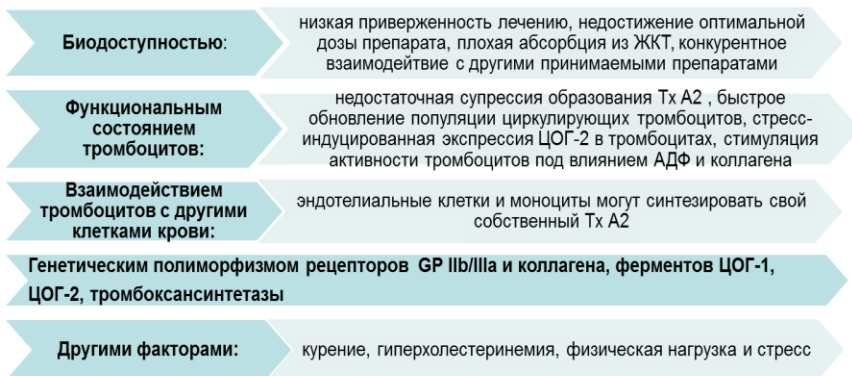 Биодоступностью:
низкая приверженность лечению, недостижение оптимальной
дозы препарата, плохая абсорбция из ЖКТ, конкурентное
взаимодейтвие с другими принимаемыми препаратами
Функциональным
состоянием
тромбоцитов:
недостаточная супрессия образования Тх А2 , быстрое
обновление популяции циркулирующих тромбоцитов, стресс-
индуцированная экспрессия ЦОГ-2 в тромбоцитах, стимуляция
активности тромбоцитов под влиянием АДФ и коллагена
Взаимодействием
тромбоцитов с другими
клетками крови:
эндотелиальные клетки и моноциты могут синтезировать свой
собственный Тх А2
Генетическим полиморфизмом рецепторов GP IIb/IIIa и коллагена, ферментов ЦОГ-1,
ЦОГ-2, тромбоксансинтетазы
Другими факторами:
курение, гиперхолестеринемия, физическая нагрузка и стресс